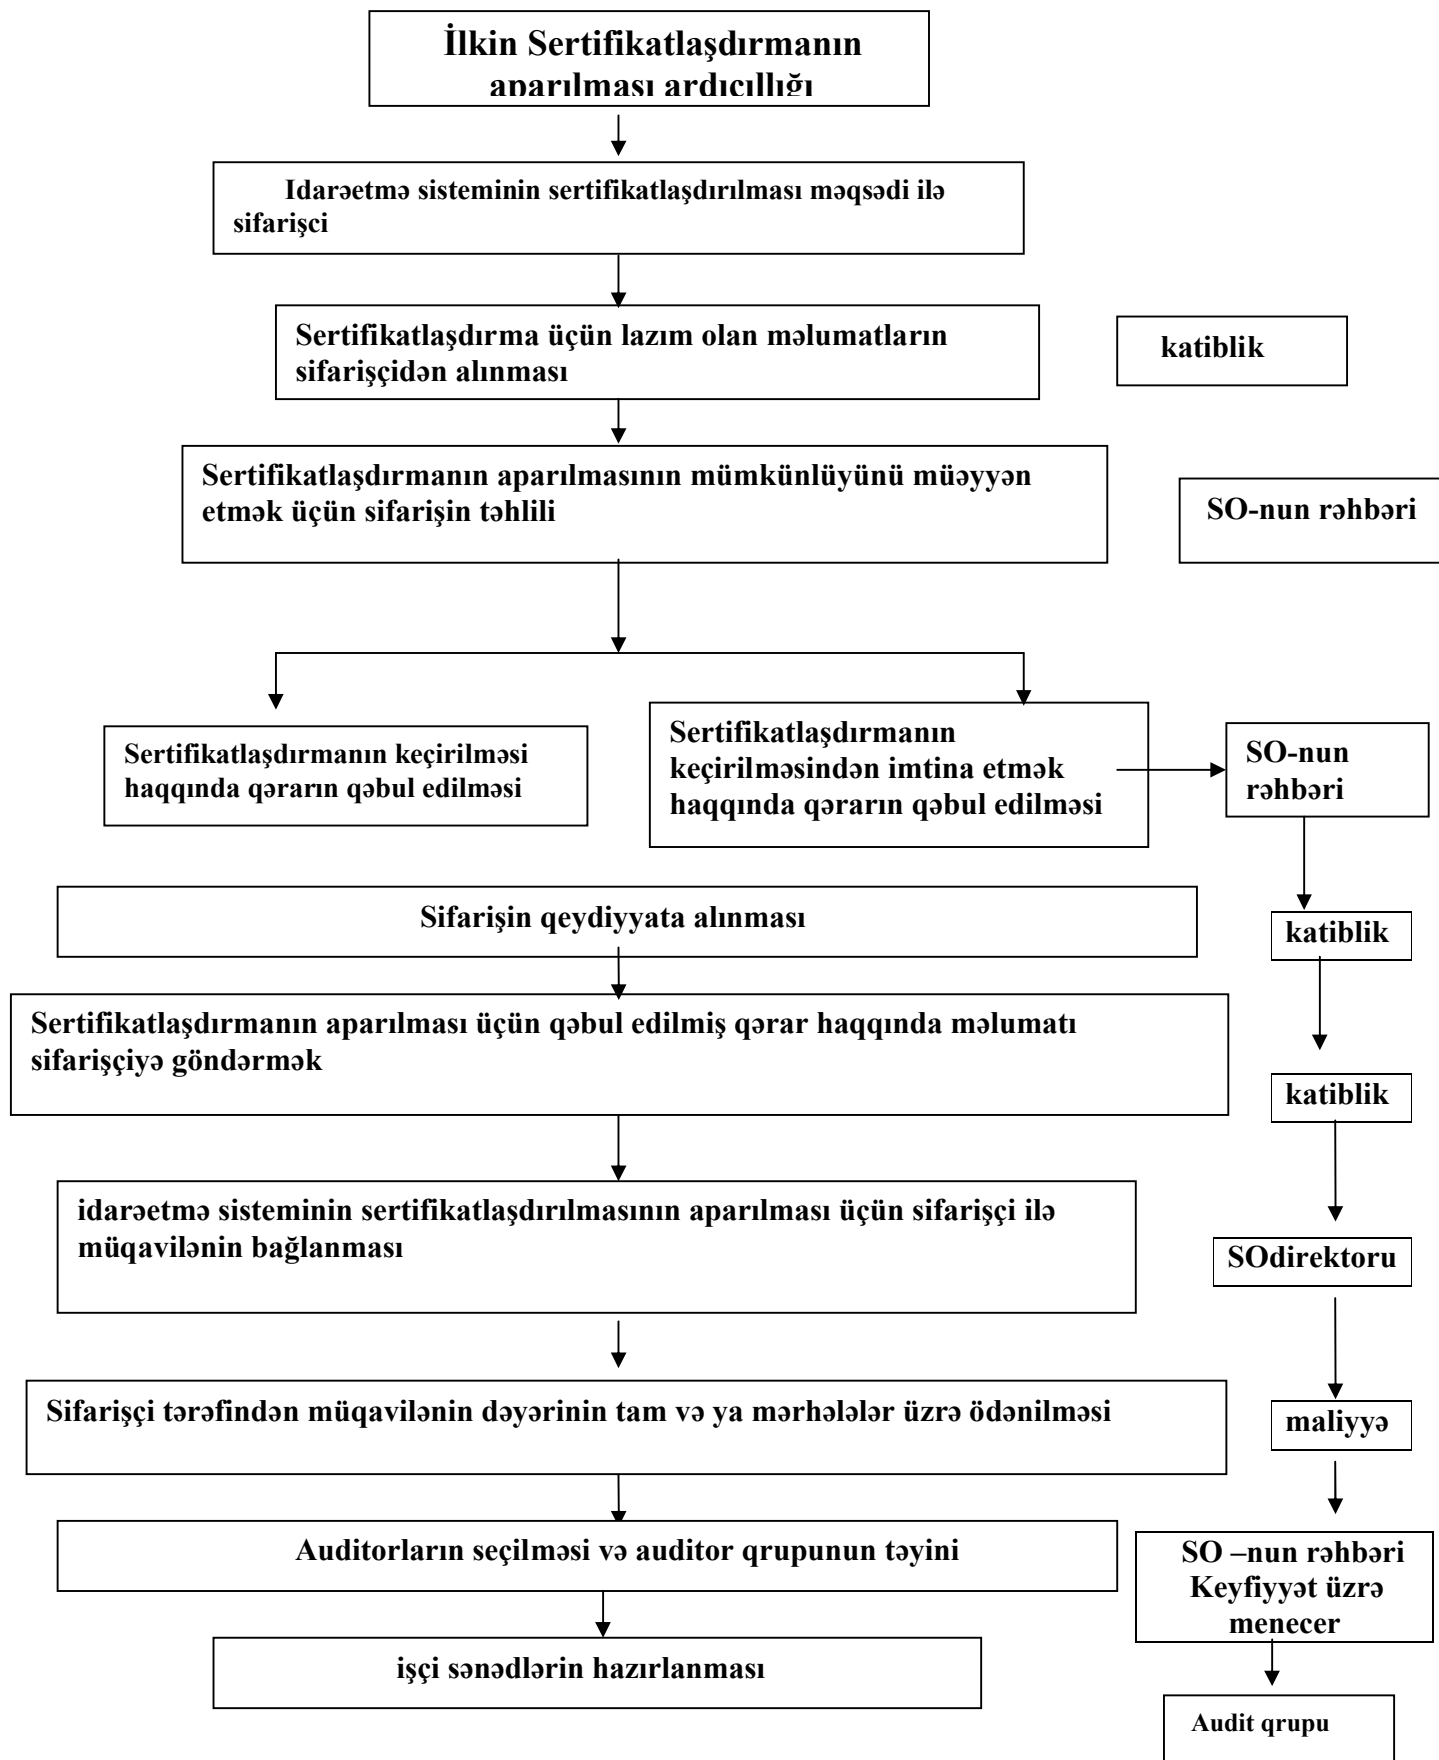 İlkin Sertifikatlaşdırmanın
aparılması ardıcıllığı
Idarəetmə sisteminin sertifikatlaşdırılması məqsədi ilə
sifarişci
Sertifikatlaşdırma üçün lazım olan məlumatların
sifarişçidən alınması
katiblik
Sertifikatlaşdırmanın aparılmasının mümkünlüyünü müəyyən
etmək üçün sifarişin təhlili
SO-nun rəhbəri
Sertifikatlaşdırmanın keçirilməsi
haqqında qərarın qəbul edilməsi
Sertifikatlaşdırmanın
keçirilməsindən imtina etmək
haqqında qərarın qəbul edilməsi
SO-nun
rəhbəri
Sifarişin qeydiyyata alınması
katiblik
Sertifikatlaşdırmanın aparılması üçün qəbul edilmiş qərar haqqında məlumatı
sifarişçiyə göndərmək
katiblik
idarəetmə sisteminin sertifikatlaşdırılmasının aparılması üçün sifarişçi ilə
müqavilənin bağlanması
SOdirektoru
Sifarişçi tərəfindən müqavilənin dəyərinin tam və ya mərhələlər üzrə ödənilməsi
maliyyə
Auditorların seçilməsi və auditor qrupunun təyini
SO –nun rəhbəri
Keyfiyyət üzrə
menecer
işçi sənədlərin hazırlanması
Audit qrupu